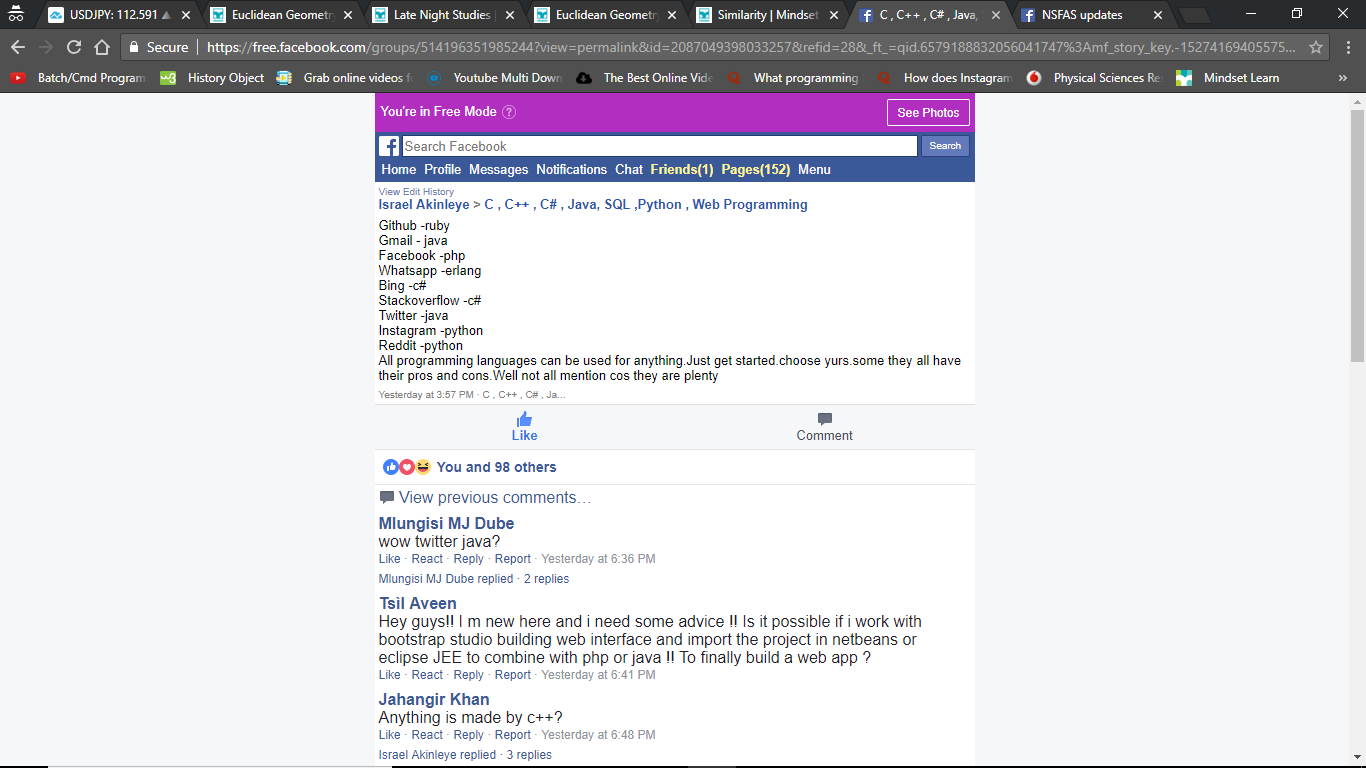 USDJPY: 112.591 ▲
Euclidean Geometry
Late Night Studies |
Euclidean Geometry
Similarity | Mindset
C , C++ , C# , Java,
NSFAS updates
Secure
https://free.facebook.com/groups/514196351985244?view=permalink&id=2087049398033257&refid=28&_ft_=qid.6579188832056041747%3Amf_story_key.-15274169405575...
Batch/Cmd Program
History Object
Grab online videos f
Youtube Multi Down
The Best Online Vide
What programming
How does Instagram
Physical Sciences Re
Mindset Learn
»
You're in Free Mode ?
See Photos
Search Facebook
Search
Home Profile Messages Notifications Chat Friends(1) Pages(152) Menu
View Edit History
Israel Akinleye > C , C++ , C# , Java, SQL ,Python , Web Programming
Github -ruby
Gmail - java
Facebook -php
Whatsapp -erlang
Bing -c#
Stackoverflow -c#
Twitter -java
Instagram -python
Reddit -python
All programming languages can be used for anything.Just get started.choose yurs.some they all have
their pros and cons.Well not all mention cos they are plenty
Yesterday at 3:57 PM · C , C++ , C# , Ja...
Like
Comment
You and 98 others
View previous comments…
Mlungisi MJ Dube
wow twitter java?
Like · React · Reply · Report · Yesterday at 6:36 PM
Mlungisi MJ Dube replied · 2 replies
Tsil Aveen
Hey guys!! I m new here and i need some advice !! Is it possible if i work with
bootstrap studio building web interface and import the project in netbeans or
eclipse JEE to combine with php or java !! To finally build a web app ?
Like · React · Reply · Report · Yesterday at 6:41 PM
Jahangir Khan
Anything is made by c++?
Like · React · Reply · Report · Yesterday at 6:48 PM
Israel Akinleye replied · 3 replies